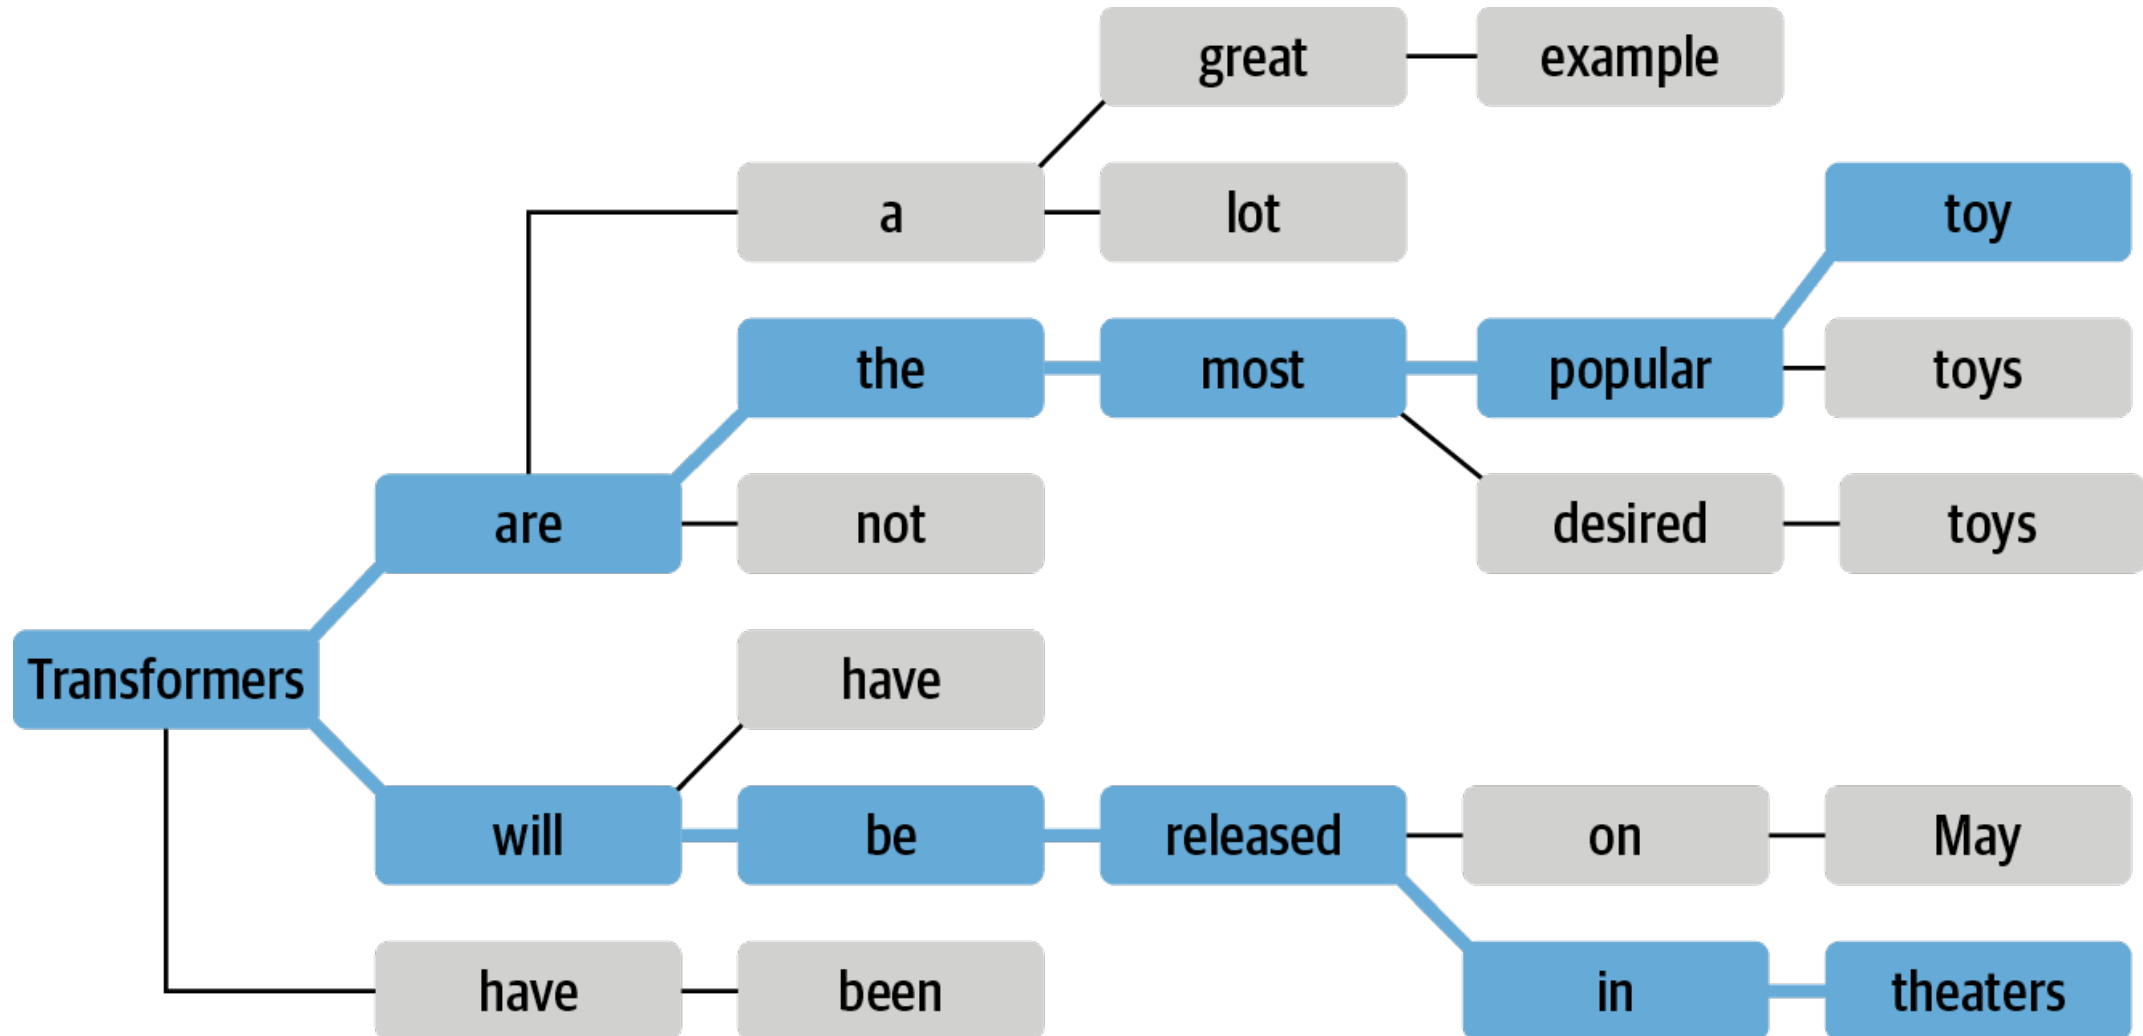 great example
a lot toy
the most popular toys
are not desired toys
Transformers have
will be released on May
have been in theaters